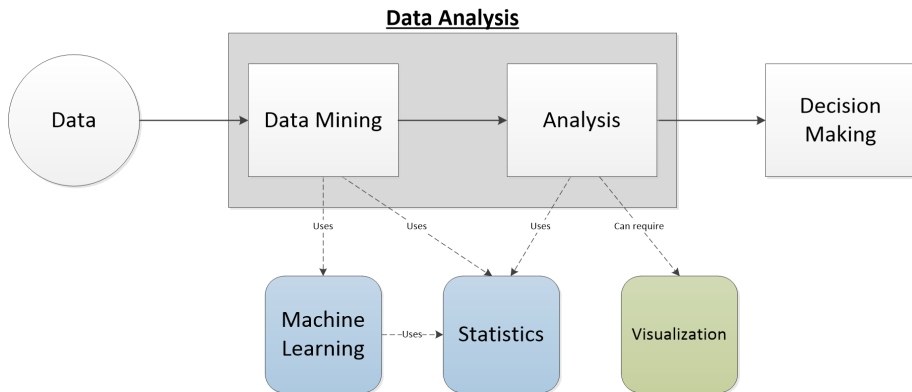 Data Analysis
Data
Data Mining
Analysis
Decision
Making
Uses
Uses
Uses
Can require
Machine
Learning
Uses
Statistics
Visualization